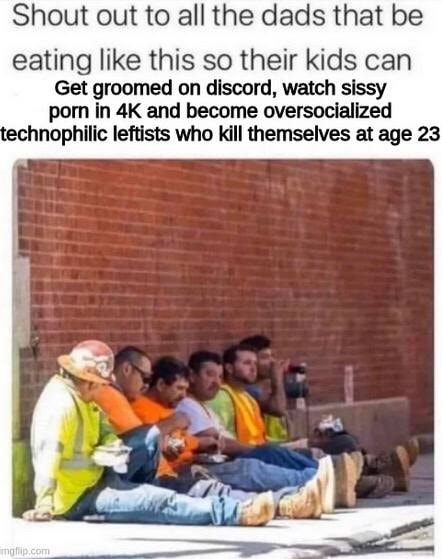 Shout out to all the dads that be
eating like this so their kids can
Get groomed on discord, watch sissy
porn in 4K and become oversocialized
technophilic leftists who kill themselves at age 23
imgflip.com